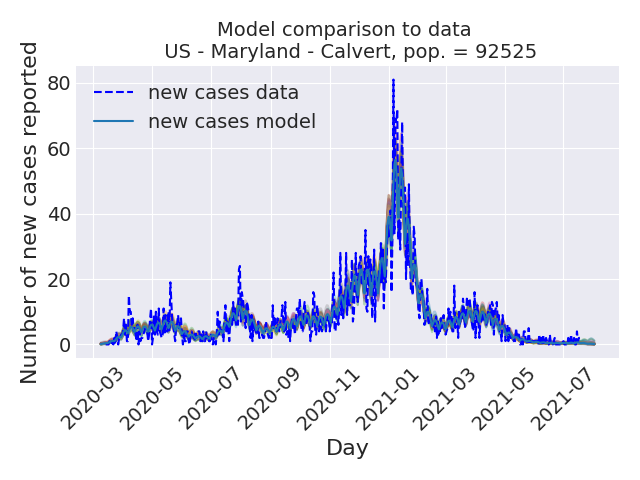 Model comparison to data
US - Maryland - Calvert, pop. = 92525
Number of new cases reported
80
60
40
20
0
new cases data
new cases model
2020-03
2020-05
2020-07
2020-09
2020-11
2021-01
2021-03
2021-05
2021-07
Day